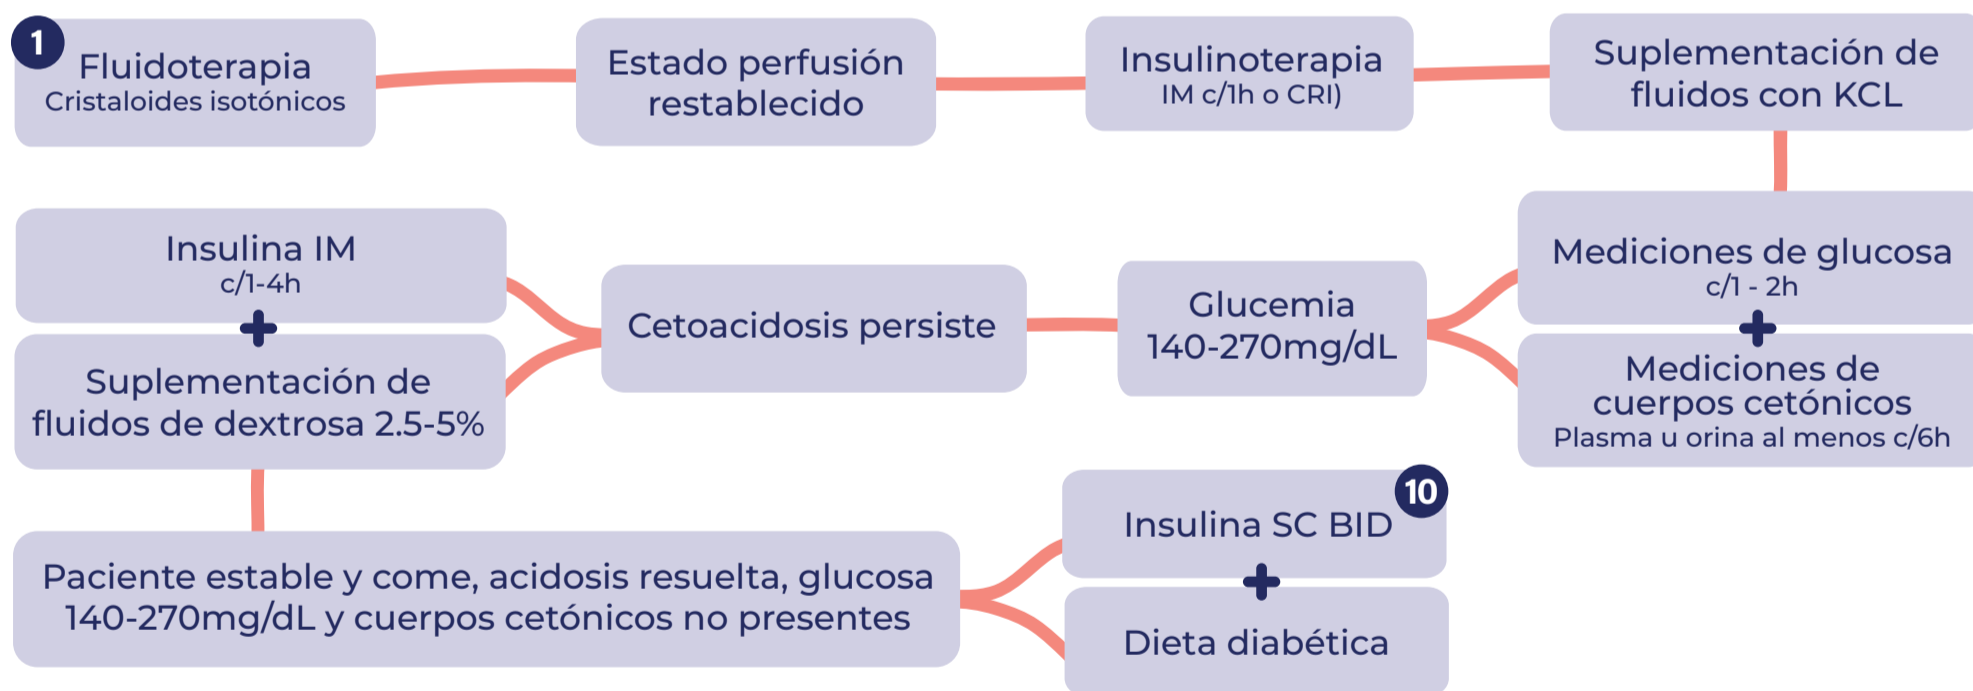 1
Fluidoterapia
Cristaloides isotónicos
Estado perfusión
restablecido
Insulinoterapia
IM c/1h o CRI)
Suplementación de
fluidos con KCL
Mediciones de glucosa
c/1 - 2h
+
Mediciones de
cuerpos cetónicos
Plasma u orina al menos c/6h
Glucemia
140-270mg/dL
Cetoacidosis persiste
Insulina IM
c/1-4h
+
Suplementación de
fluidos de dextrosa 2.5-5%
Paciente estable y come, acidosis resuelta, glucosa
140-270mg/dL y cuerpos cetónicos no presentes
10
Insulina SC BID
+
Dieta diabética